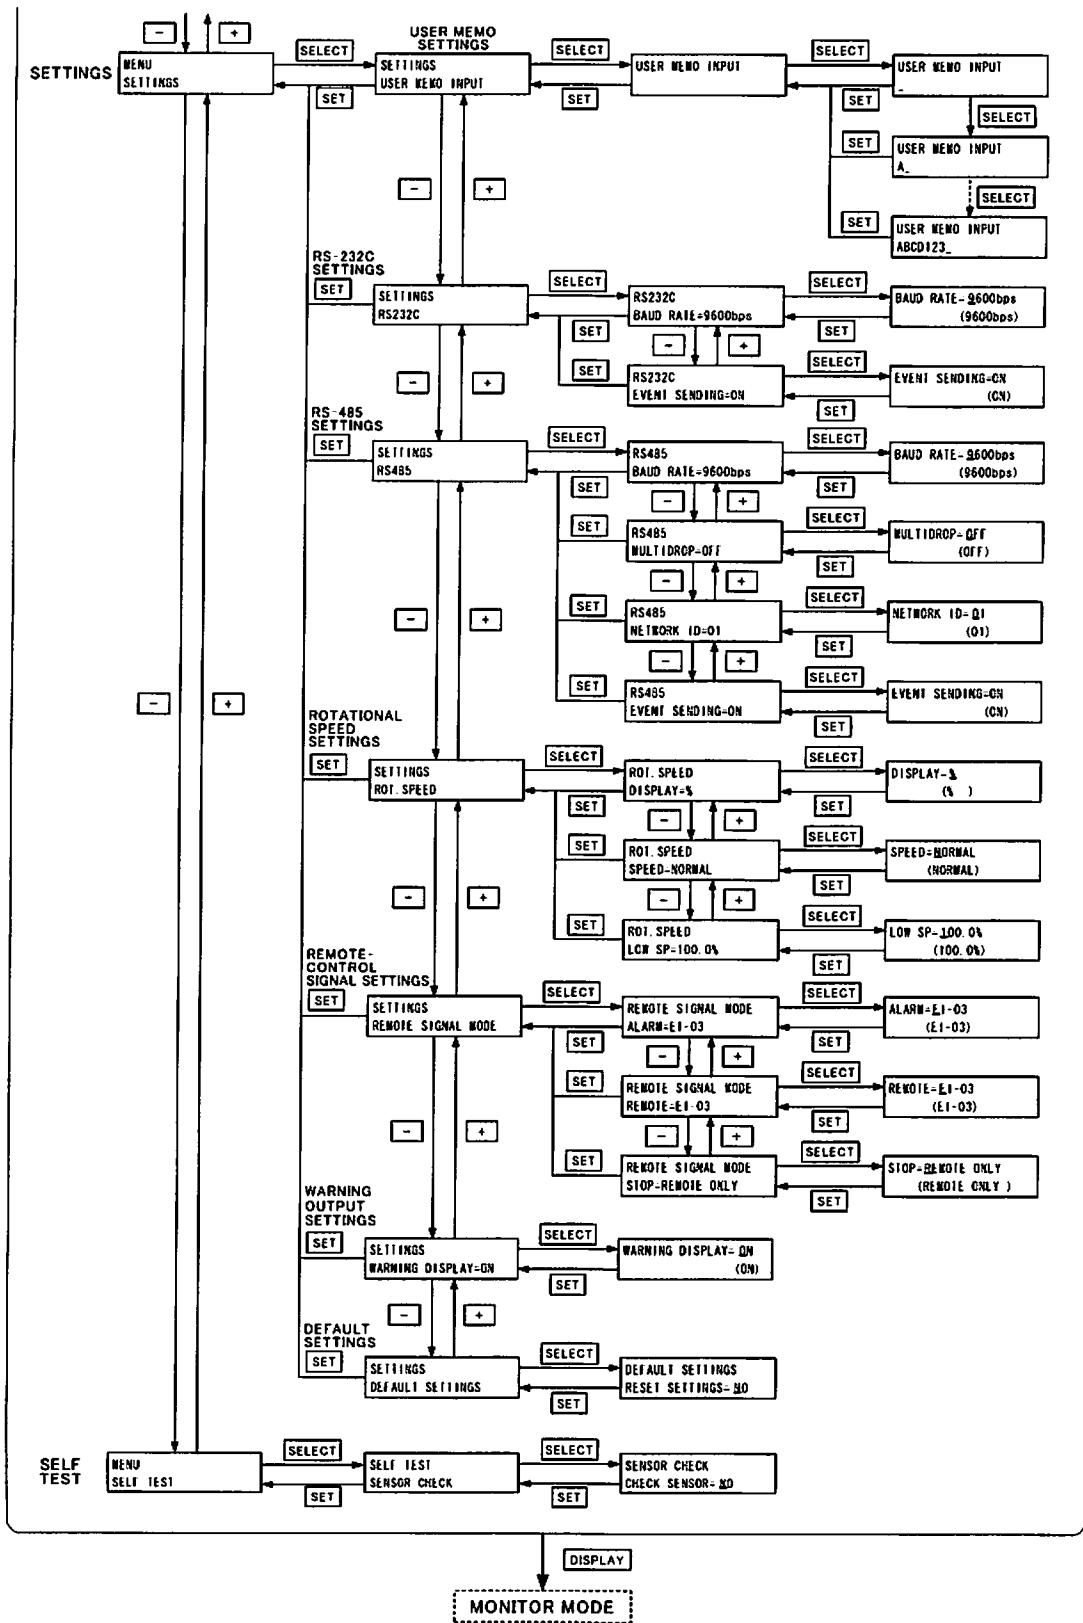 - +
SETTINGS
MENU
SETTINGS
SELECT
SET
USER MEMO
SETTINGS
SETTINGS
USER MEMO INPUT
SELECT
SET
USER MEMO INPUT
SELECT
SET
USER MEMO INPUT
_
SELECT
SET
USER MEMO INPUT
A_
SELECT
SET
USER MEMO INPUT
ABCD123_
- +
RS-232C
SETTINGS
SET
SETTINGS
RS232C
SELECT
SET
RS232C
BAUD RATE=9600bps
SELECT
SET
BAUD RATE=9600bps
(9600bps)
- +
SET
RS232C
EVENT SENDING=ON
SELECT
SET
EVENT SENDING=ON
(ON)
- +
RS-485
SETTINGS
SET
SETTINGS
RS485
SELECT
SET
RS485
BAUD RATE=9600bps
SELECT
SET
BAUD RATE=9600bps
(9600bps)
- +
SET
RS485
MULTIDROP=OFF
SELECT
SET
MULTIDROP=OFF
(OFF)
- +
SET
RS485
NETWORK ID=01
SELECT
SET
NETWORK ID=01
(01)
- +
SET
RS485
EVENT SENDING=ON
SELECT
SET
EVENT SENDING=ON
(ON)
- +
- +
ROTATIONAL
SPEED
SETTINGS
SET
SETTINGS
ROT.SPEED
SELECT
SET
ROT.SPEED
DISPLAY=%
SELECT
SET
DISPLAY=%
(% )
- +
SET
ROT.SPEED
SPEED=NORMAL
SELECT
SET
SPEED=NORMAL
(NORMAL)
- +
SET
ROT.SPEED
LOW SP=100.0%
SELECT
SET
LOW SP=100.0%
(100.0%)
- +
REMOTE-
CONTROL
SIGNAL SETTINGS
SET
SETTINGS
REMOTE SIGNAL MODE
SELECT
SET
REMOTE SIGNAL MODE
ALARM=E1-03
SELECT
SET
ALARM=E1-03
(E1-03)
- +
SET
REMOTE SIGNAL MODE
REMOTE=E1-03
SELECT
SET
REMOTE=E1-03
(E1-03)
- +
SET
REMOTE SIGNAL MODE
STOP=REMOTE ONLY
SELECT
SET
STOP=REMOTE ONLY
(REMOTE ONLY )
- +
WARNING
OUTPUT
SETTINGS
SET
SETTINGS
WARNING DISPLAY=ON
SELECT
SET
WARNING DISPLAY= ON
(ON)
- +
DEFAULT
SETTINGS
SET
SETTINGS
DEFAULT SETTINGS
SELECT
SET
DEFAULT SETTINGS
RESET SETTINGS= NO
SELF
TEST
MENU
SELF TEST
SELECT
SET
SELF TEST
SENSOR CHECK
SELECT
SET
SENSOR CHECK
CHECK SENSOR= NO
DISPLAY
MONITOR MODE